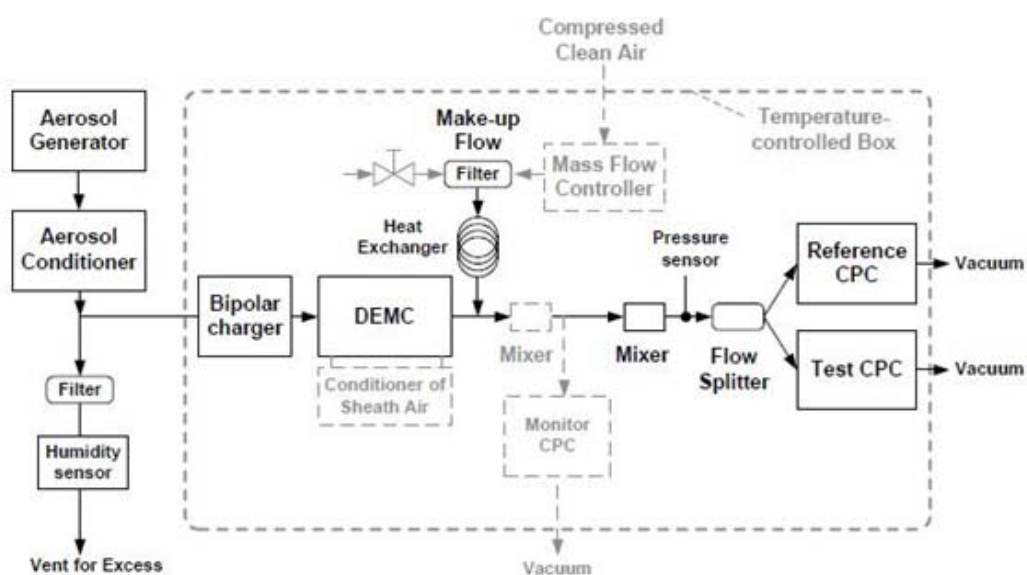 Compressed
Clean Air
Aerosol
Generator
Make-up
Flow
Temperature-
controlled Box
Filter
Mass Flow
Controller
Aerosol
Conditioner
Heat
Exchanger
Pressure
sensor
Reference
CPC
Vacuum
Bipolar
charger
DEMC
Mixer
Mixer
Flow
Splitter
Test CPC
Vacuum
Filter
Conditioner of
Sheath Air
Monitor
CPC
Humidity
sensor
Vent for Excess
Vacuum